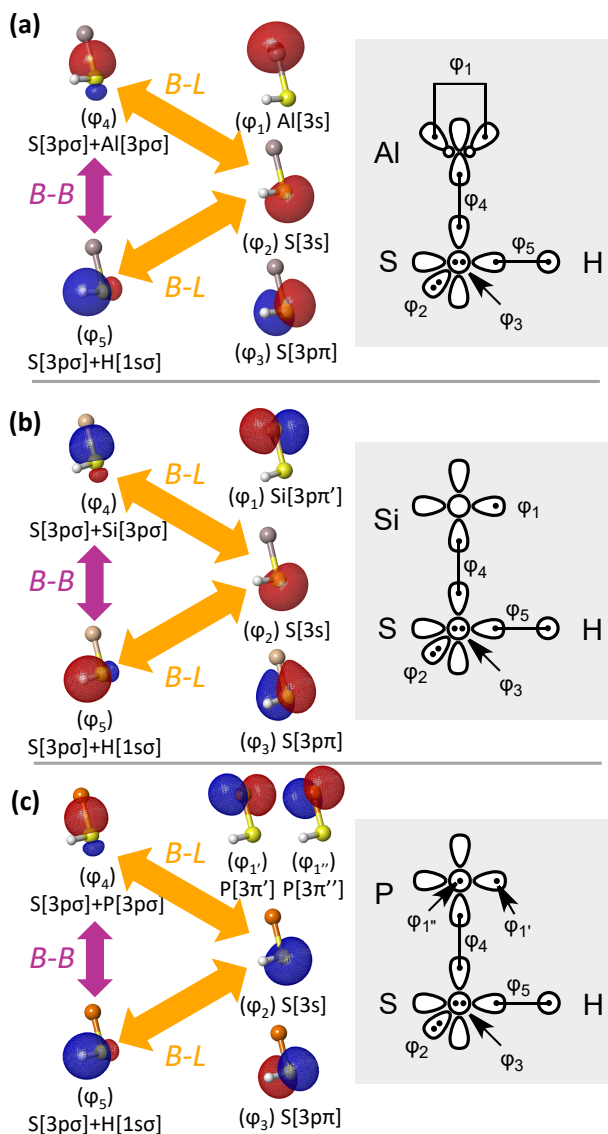 (a)
B-L
(φ₄)
S[3pσ]+Al[3pσ]
(φ₁) Al[3s]
B-B
(φ₂) S[3s]
B-L
(φ₅)
S[3pσ]+H[1sσ]
(φ₃) S[3pπ]
φ₁
Al
φ₄
S
φ₅
H
φ₂
φ₃
(b)
B-L
(φ₄)
S[3pσ]+Si[3pσ]
(φ₁) Si[3pπ’]
B-B
(φ₂) S[3s]
B-L
(φ₅)
S[3pσ]+H[1sσ]
(φ₃) S[3pπ]
Si
φ₁
φ₄
S
φ₅
H
φ₂
φ₃
(c)
B-L
(φ₄)
S[3pσ]+P[3pσ]
(φ₁') (φ₁'')
P[3π’] P[3π’’]
B-B
(φ₂) S[3s]
B-L
(φ₅)
S[3pσ]+H[1sσ]
(φ₃) S[3pπ]
P
φ₁"
φ₁'
φ₄
S
φ₅
H
φ₂
φ₃